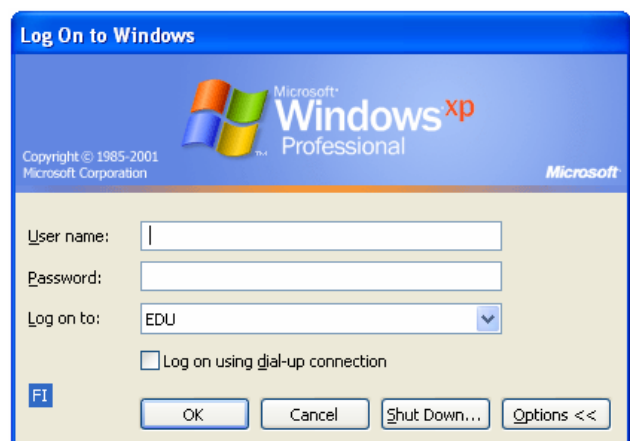 Log On to Windows
Microsoft®
Windows xp
Professional
TM
Copyright © 1985-2001
Microsoft Corporation
Microsoft®
User name:
Password:
Log on to: EDU
Log on using dial-up connection
FI
OK Cancel Shut Down... Options <<